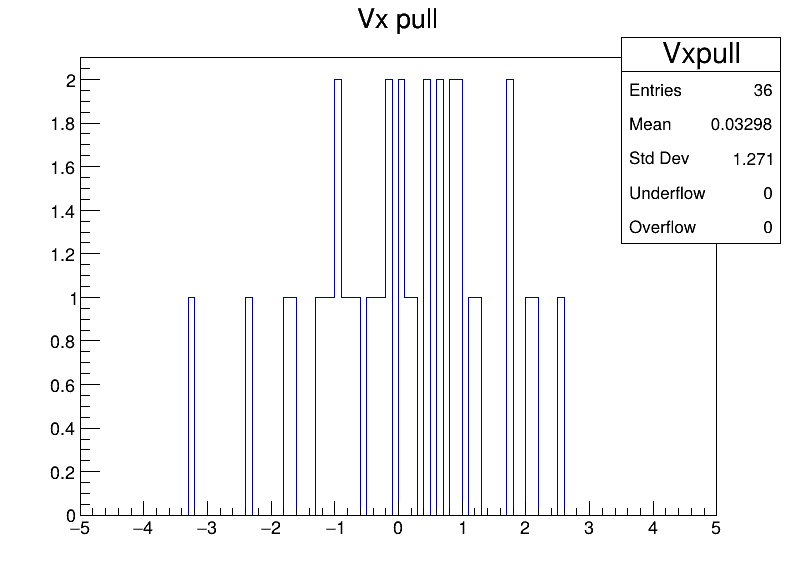 Vx pull
Vxpull
Entries 36
Mean 0.03298
Std Dev 1.271
Underflow 0
Overflow 0
2
1.8
1.6
1.4
1.2
1
0.8
0.6
0.4
0.2
0
−5 −4 −3 −2 −1 0 1 2 3 4 5